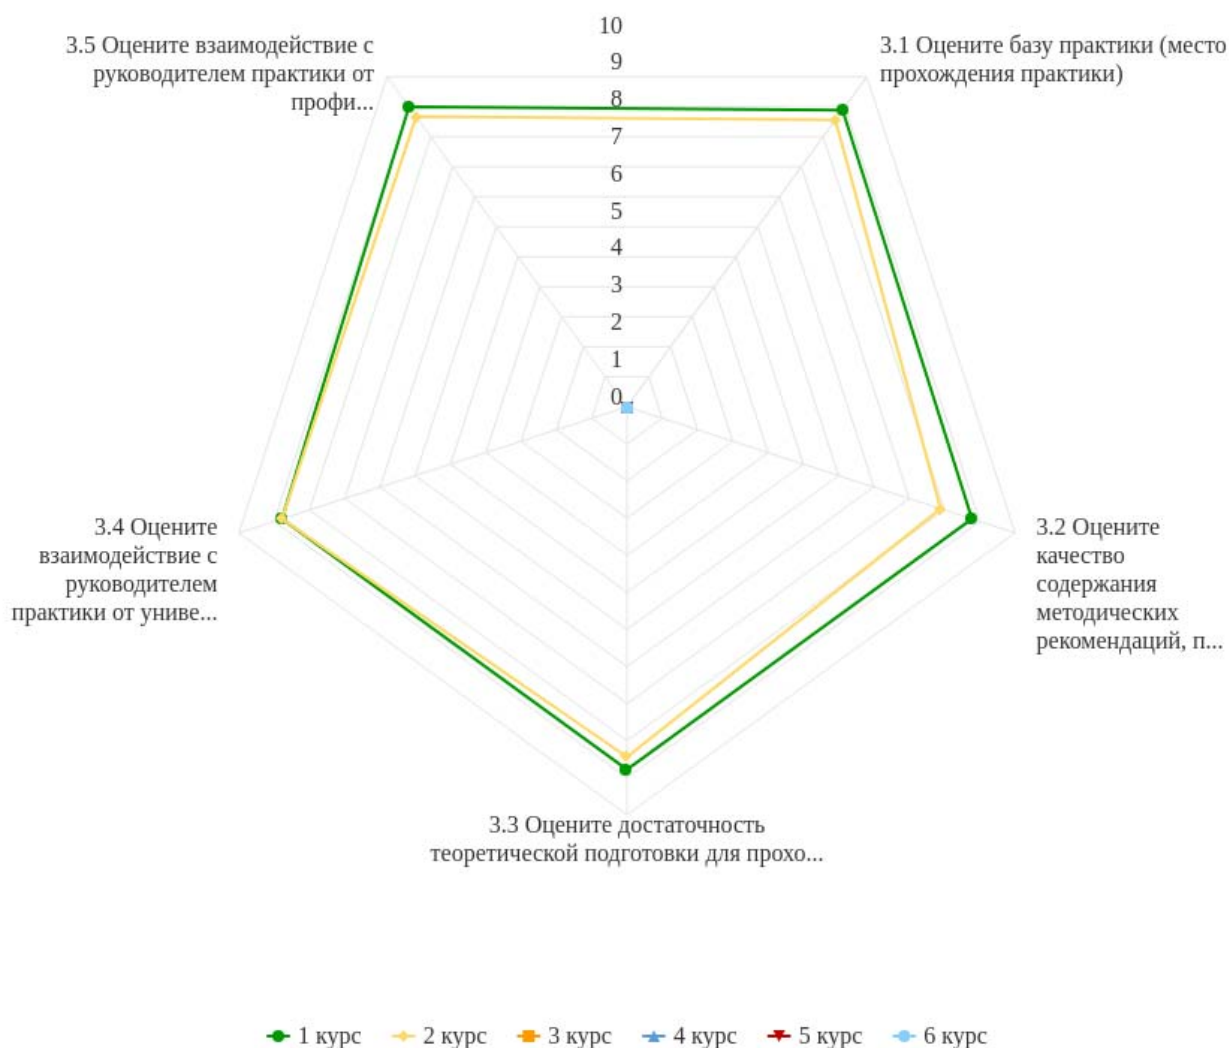 10
3.5 Оцените взаимодействие с
руководителем практики от
профи...
3.1 Оцените базу практики (место
прохождения практики)
9
8
7
6
5
4
3
2
1
0
3.4 Оцените
взаимодействие с
руководителем
практики от униве...
3.2 Оцените
качество
содержания
методических
рекомендаций, п...
3.3 Оцените достаточность
теоретической подготовки для прохо...
1 курс 2 курс 3 курс 4 курс 5 курс 6 курс